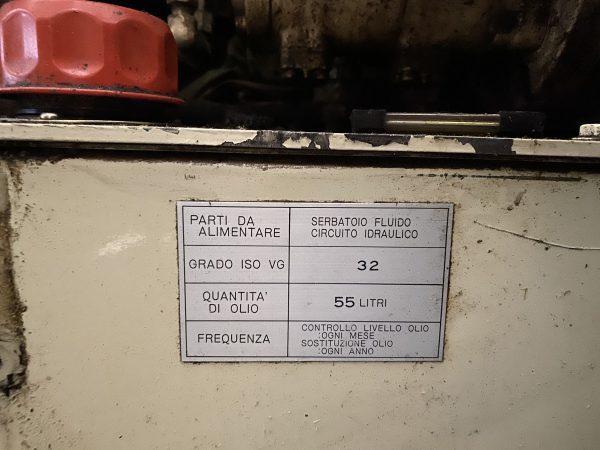 PARTI DA
ALIMENTARE
SERBATOIO FLUIDO
CIRCUITO IDRAULICO
GRADO ISO VG
32
QUANTITA'
DI OLIO
55 LITRI
FREQUENZA
CONTROLLO LIVELLO OLIO
:OGNI MESE
SOSTITUZIONE OLIO
:OGNI ANNO